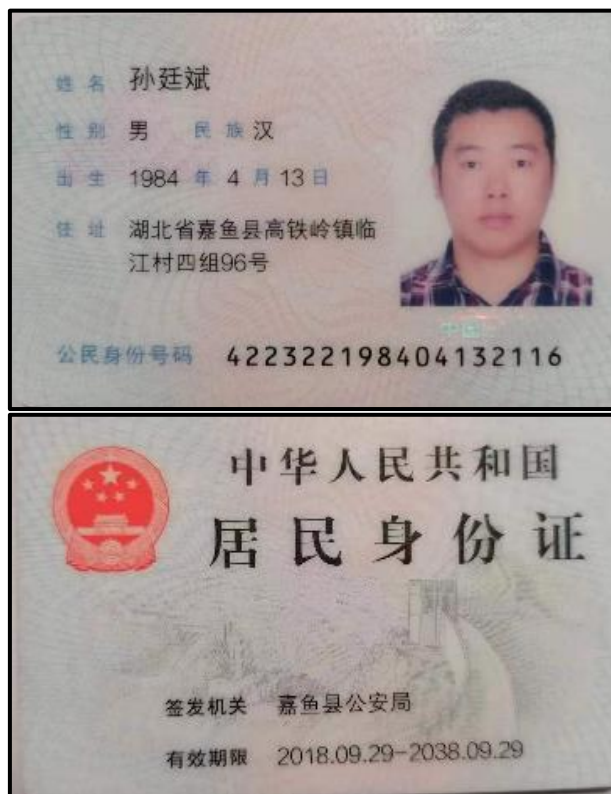 姓名 孙廷斌
性别 男 民族 汉
出生 1984 年 4 月 13 日
住址 湖北省嘉鱼县高铁岭镇临
江村四组96号
中国
公民身份号码 422322198404132116
中华人民共和国
居民身份证
签发机关 嘉鱼县公安局
有效期限 2018.09.29-2038.09.29